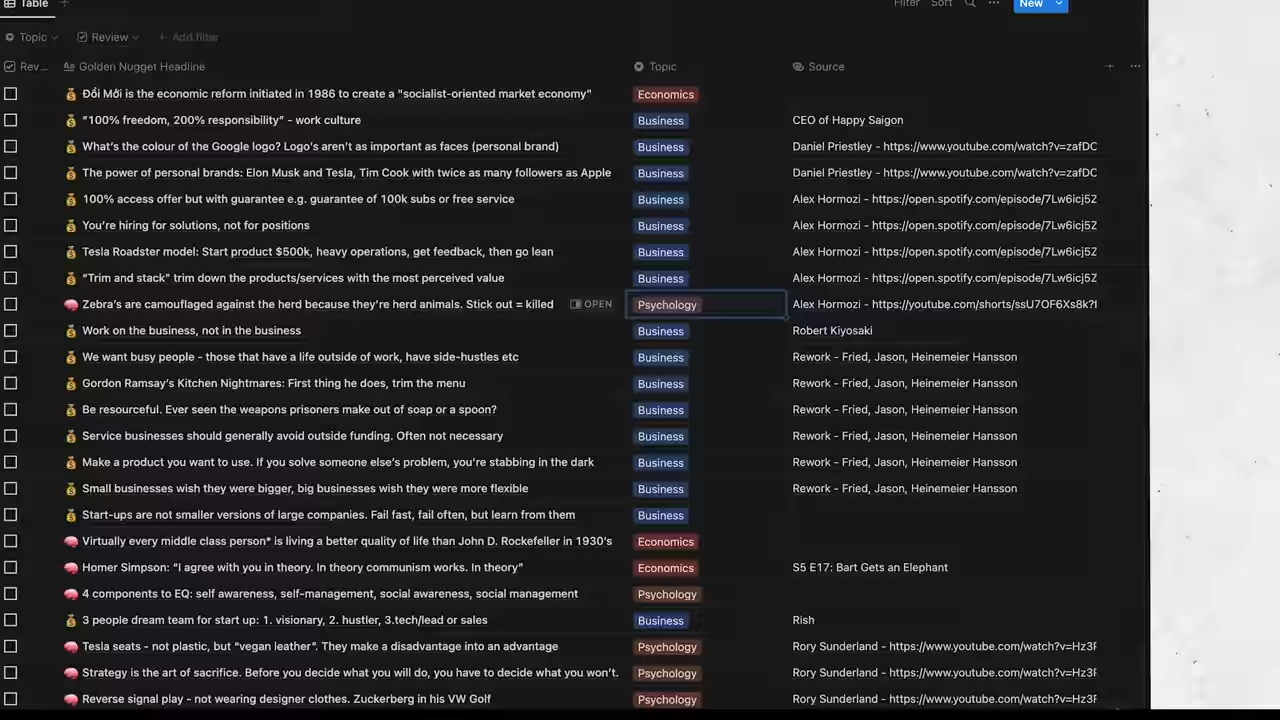 Table
Filter Sort New
Topic Review Add filter
Rev... Golden Nugget Headline Topic Source
Đổi Mới is the economic reform initiated in 1986 to create a "socialist-oriented market economy" Economics
“100% freedom, 200% responsibility” - work culture Business CEO of Happy Saigon
What’s the colour of the Google logo? Logo’s aren’t as important as faces (personal brand) Business Daniel Priestley - https://www.youtube.com/watch?v=zafDC
The power of personal brands: Elon Musk and Tesla, Tim Cook with twice as many followers as Apple Business Daniel Priestley - https://www.youtube.com/watch?v=zafDC
100% access offer but with guarantee e.g. guarantee of 100k subs or free service Business Alex Hormozi - https://open.spotify.com/episode/7Lw6icj5Z
You’re hiring for solutions, not for positions Business Alex Hormozi - https://open.spotify.com/episode/7Lw6icj5Z
Tesla Roadster model: Start product $500k, heavy operations, get feedback, then go lean Business Alex Hormozi - https://open.spotify.com/episode/7Lw6icj5Z
“Trim and stack” trim down the products/services with the most perceived value Business Alex Hormozi - https://open.spotify.com/episode/7Lw6icj5Z
Zebra’s are camouflaged against the herd because they’re herd animals. Stick out = killed OPEN Psychology Alex Hormozi - https://youtube.com/shorts/ssU7OF6Xs8k?f
Work on the business, not in the business Business Robert Kiyosaki
We want busy people - those that have a life outside of work, have side-hustles etc Business Rework - Fried, Jason, Heinemeier Hansson
Gordon Ramsay’s Kitchen Nightmares: First thing he does, trim the menu Business Rework - Fried, Jason, Heinemeier Hansson
Be resourceful. Ever seen the weapons prisoners make out of soap or a spoon? Business Rework - Fried, Jason, Heinemeier Hansson
Service businesses should generally avoid outside funding. Often not necessary Business Rework - Fried, Jason, Heinemeier Hansson
Make a product you want to use. If you solve someone else’s problem, you’re stabbing in the dark Business Rework - Fried, Jason, Heinemeier Hansson
Small businesses wish they were bigger, big businesses wish they were more flexible Business Rework - Fried, Jason, Heinemeier Hansson
Start-ups are not smaller versions of large companies. Fail fast, fail often, but learn from them Business
Virtually every middle class person* is living a better quality of life than John D. Rockefeller in 1930’s Economics
Homer Simpson: “I agree with you in theory. In theory communism works. In theory” Economics S5 E17: Bart Gets an Elephant
4 components to EQ: self awareness, self-management, social awareness, social management Psychology
3 people dream team for start up: 1. visionary, 2. hustler, 3.tech/lead or sales Business Rish
Tesla seats - not plastic, but “vegan leather”. They make a disadvantage into an advantage Psychology Rory Sunderland - https://www.youtube.com/watch?v=Hz3F
Strategy is the art of sacrifice. Before you decide what you will do, you have to decide what you won’t. Psychology Rory Sunderland - https://www.youtube.com/watch?v=Hz3F
Reverse signal play - not wearing designer clothes. Zuckerberg in his VW Golf Psychology Rory Sunderland - https://www.youtube.com/watch?v=Hz3F